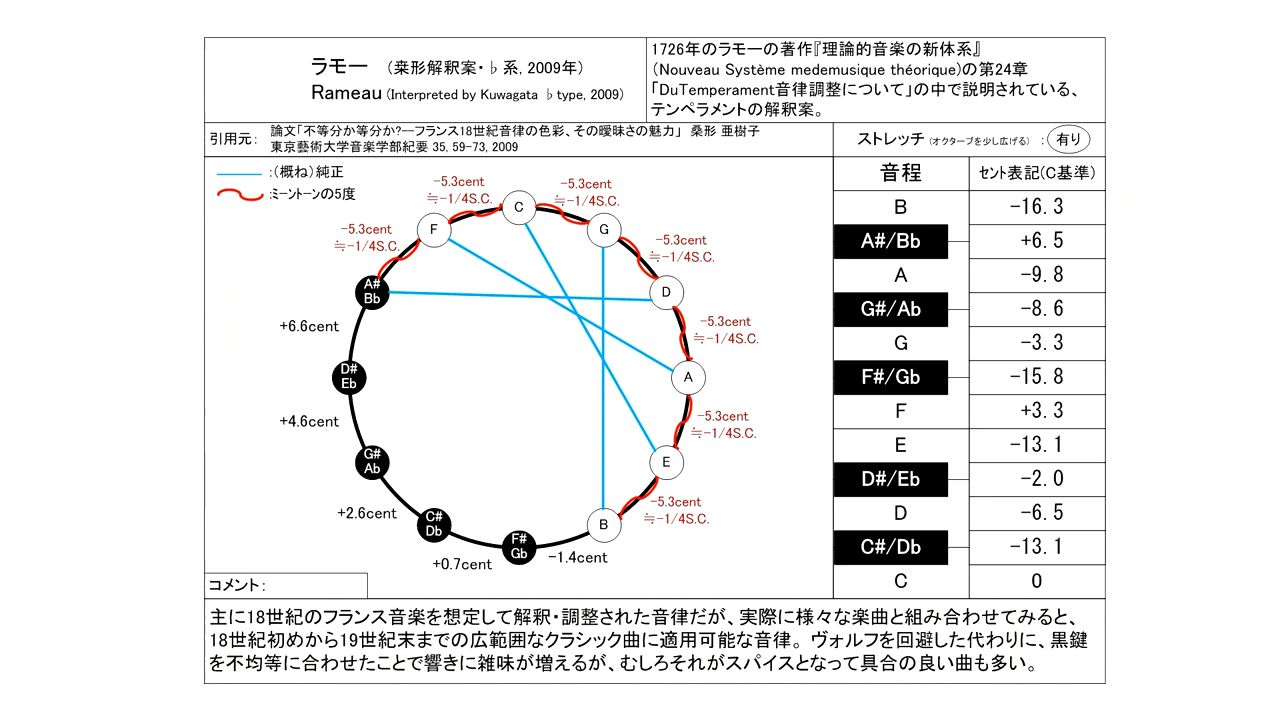 ラモー （桒形解釈案・♭系, 2009年）
Rameau (Interpreted by Kuwagata ♭type, 2009)
1726年のラモーの著作『理論的音楽の新体系』
（Nouveau Système medemusique théorique）の第24章
「DuTemperament音律調整について」の中で説明されている、
テンペラメントの解釈案。
引用元：
論文「不等分か等分か?--フランス18世紀音律の色彩、その曖昧さの魅力」 桑形 亜樹子
東京藝術大学音楽学部紀要 35, 59-73, 2009
ストレッチ （オクターブを少し広げる） : 有り
:（概ね）純正
:ミーントーンの5度
-5.3cent
≒-1/4S.C.
-5.3cent
≒-1/4S.C.
-5.3cent
≒-1/4S.C.
-5.3cent
≒-1/4S.C.
-5.3cent
≒-1/4S.C.
-5.3cent
≒-1/4S.C.
-5.3cent
≒-1/4S.C.
C
F
G
A#
Bb
D
D#
Eb
A
G#
Ab
E
C#
Db
B
F#
Gb
+6.6cent
+4.6cent
+2.6cent
+0.7cent
-1.4cent
音程 セント表記(C基準)
B -16.3
A#/Bb +6.5
A -9.8
G#/Ab -8.6
G -3.3
F#/Gb -15.8
F +3.3
E -13.1
D#/Eb -2.0
D -6.5
C#/Db -13.1
C 0
コメント：
主に18世紀のフランス音楽を想定して解釈・調整された音律だが、実際に様々な楽曲と組み合わせてみると、
18世紀初めから19世紀末までの広範囲なクラシック曲に適用可能な音律。ヴォルフを回避した代わりに、黒鍵
を不均等に合わせたことで響きに雑味が増えるが、むしろそれがスパイスとなって具合の良い曲も多い。